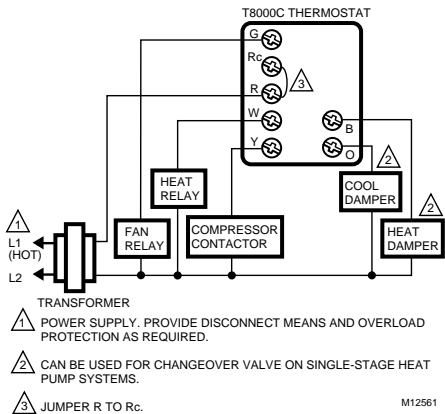 T8000C THERMOSTAT
G
Rc
R
3
W
Y
B
O
2
HEAT
RELAY
COOL
DAMPER
2
1
L1
(HOT)
L2
FAN
RELAY
COMPRESSOR
CONTACTOR
HEAT
DAMPER
TRANSFORMER
1 POWER SUPPLY. PROVIDE DISCONNECT MEANS AND OVERLOAD
PROTECTION AS REQUIRED.
2 CAN BE USED FOR CHANGEOVER VALVE ON SINGLE-STAGE HEAT
PUMP SYSTEMS.
3 JUMPER R TO Rc.
M12561